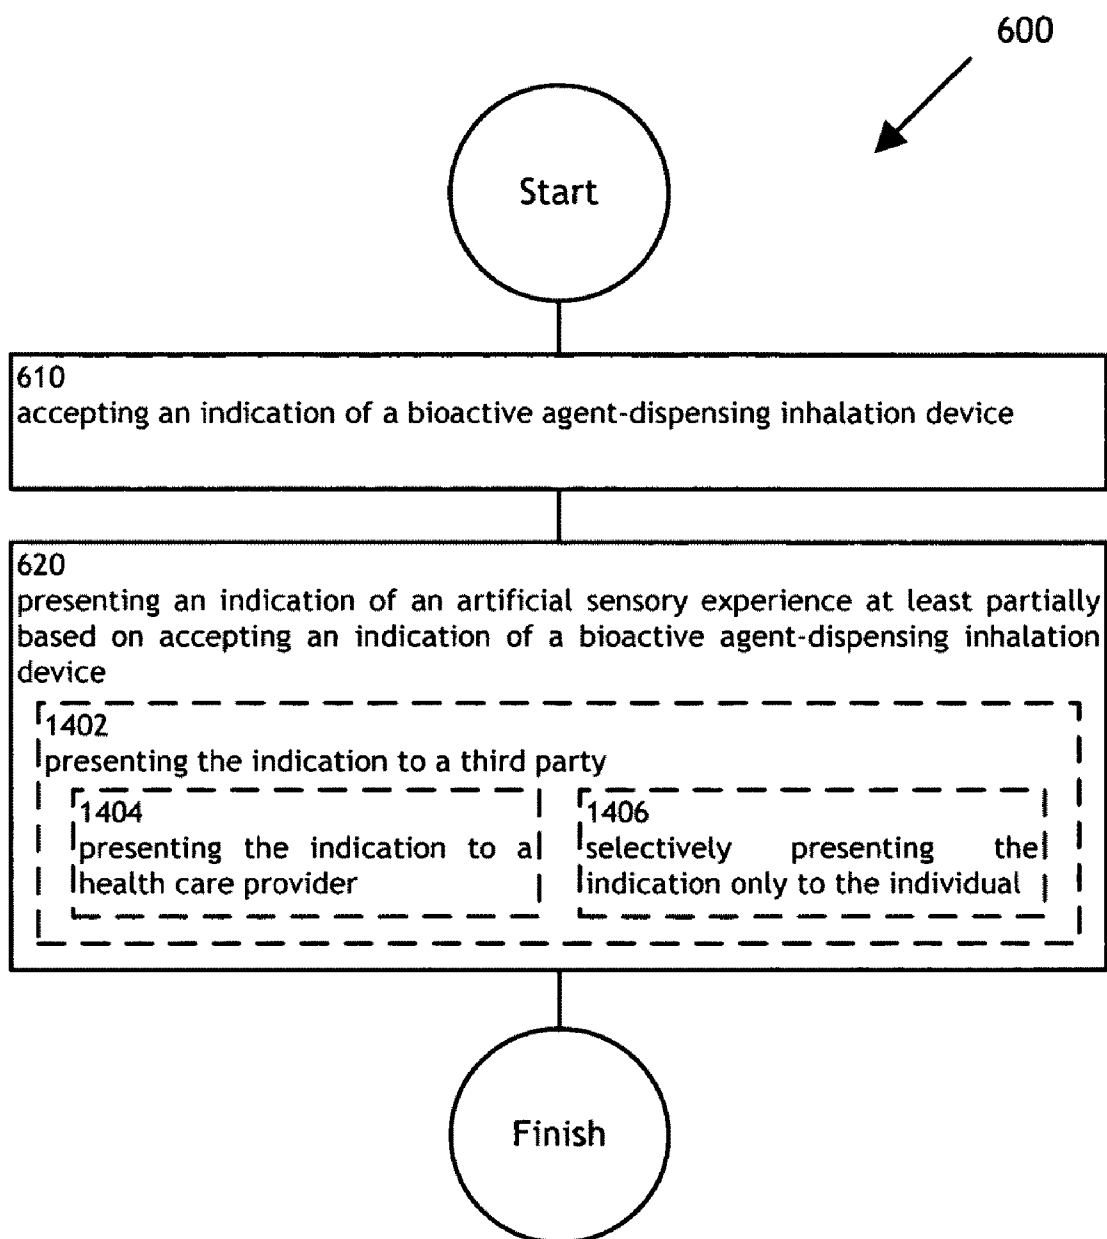 600
Start
610
accepting an indication of a bioactive agent-dispensing inhalation device
620
presenting an indication of an artificial sensory experience at least partially
based on accepting an indication of a bioactive agent-dispensing inhalation
device
1402
presenting the indication to a third party
1404
presenting the indication to a
health care provider
1406
selectively presenting the
indication only to the individual
Finish